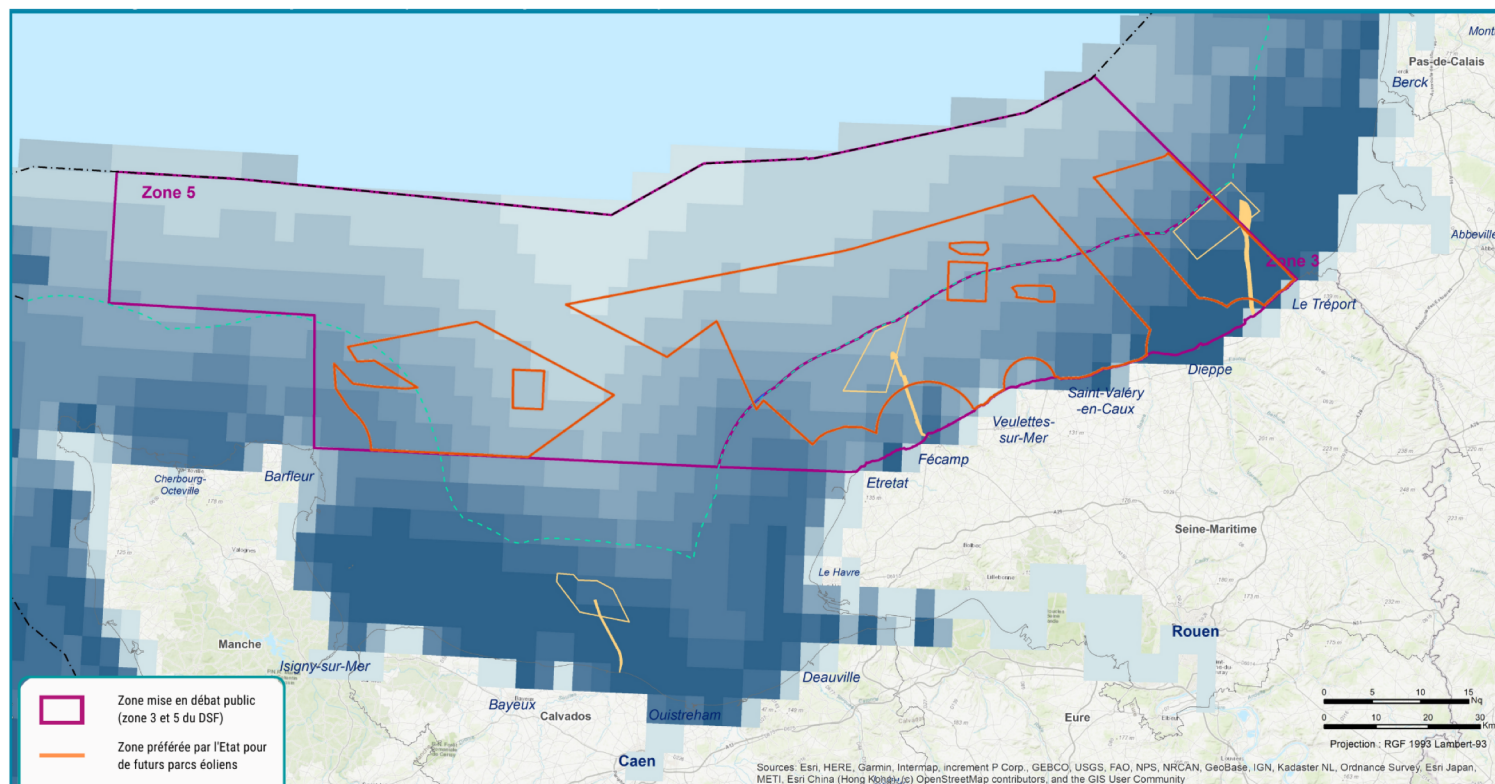 Mont
Pas-de-Calais
Berck
Zone 5
Abbeville
Zone 3
Le Tréport
Dieppe
Saint-Valéry
-en-Caux
Veulettes-
sur-Mer
Fécamp
Etretat
Barfleur
Cherbourg-
Octeville
Valognes
Seine-Maritime
Bolbec
Le Havre
Lillebonne
Rouen
Manche
Isigny-sur-Mer
Deauville
Bayeux
Calvados
Ouistreham
Eure
Caen
Zone mise en débat public
(zone 3 et 5 du DSF)
Zone préférée par l'Etat pour
de futurs parcs éoliens
0 5 10 15
Nq
0 10 20 30
Km
Projection : RGF 1993 Lambert-93
Sources: Esri, HERE, Garmin, Intermap, increment P Corp., GEBCO, USGS, FAO, NPS, NRCAN, GeoBase, IGN, Kadaster NL, Ordnance Survey, Esri Japan,
METI, Esri China (Hong Kong), (c) OpenStreetMap contributors, and the GIS User Community